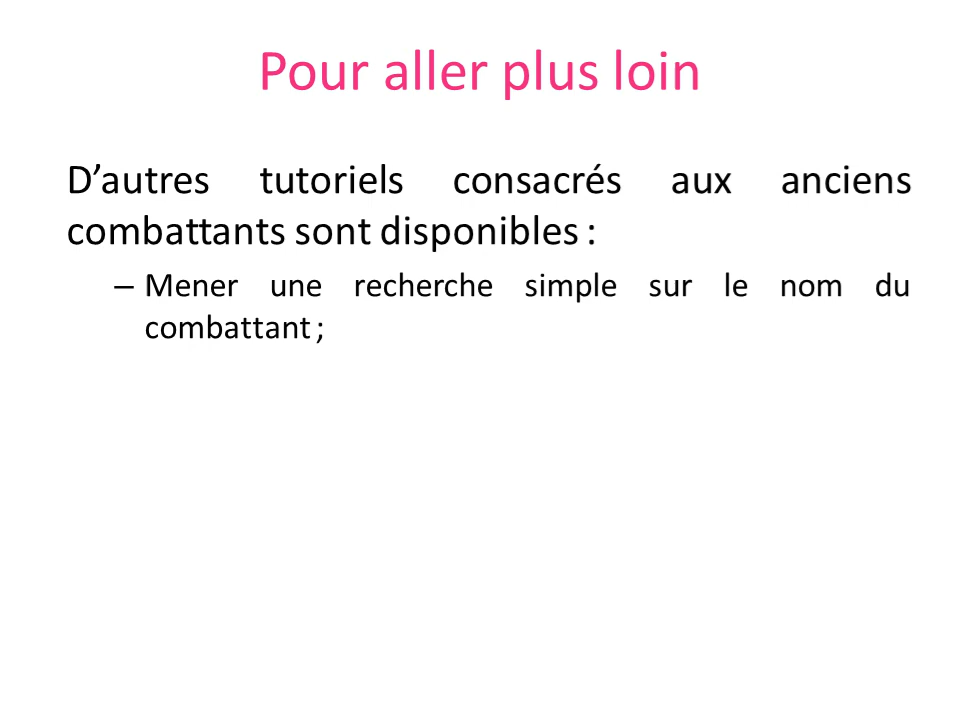 Pour aller plus loin
D’autres tutoriels consacrés aux anciens
combattants sont disponibles :
– Mener une recherche simple sur le nom du
combattant ;